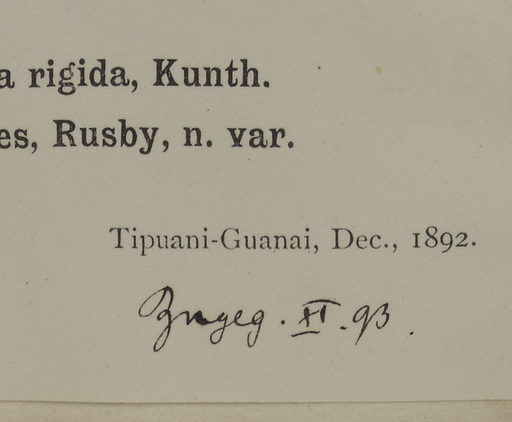 a rigida, Kunth.
es, Rusby, n. var.
Tipuani-Guanai, Dec., 1892.
Zugeg. XI. 93.